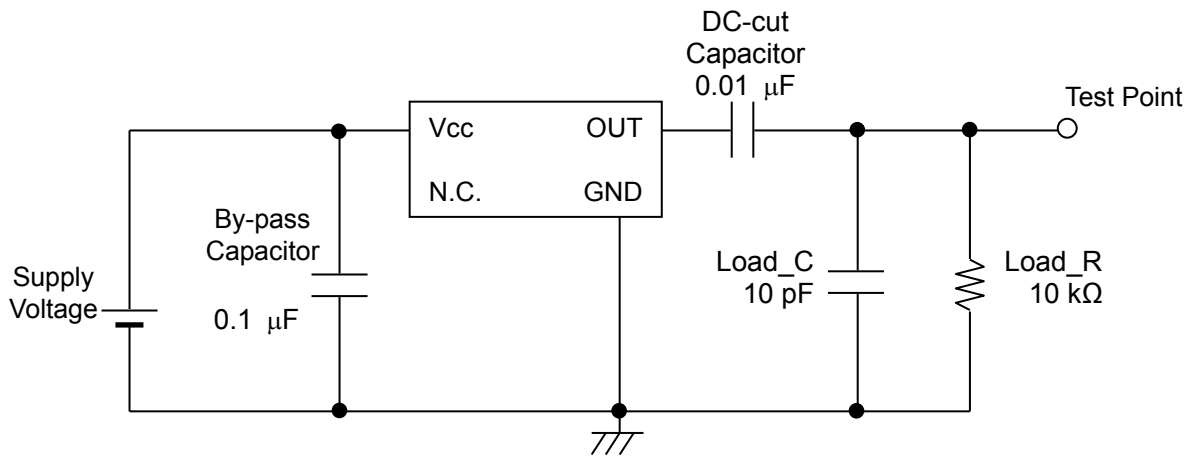 DC-cut
Capacitor
0.01 μF
Test Point
Vcc OUT
N.C. GND
By-pass
Capacitor
0.1 μF
Supply
Voltage
Load_C
10 pF
Load_R
10 kΩ